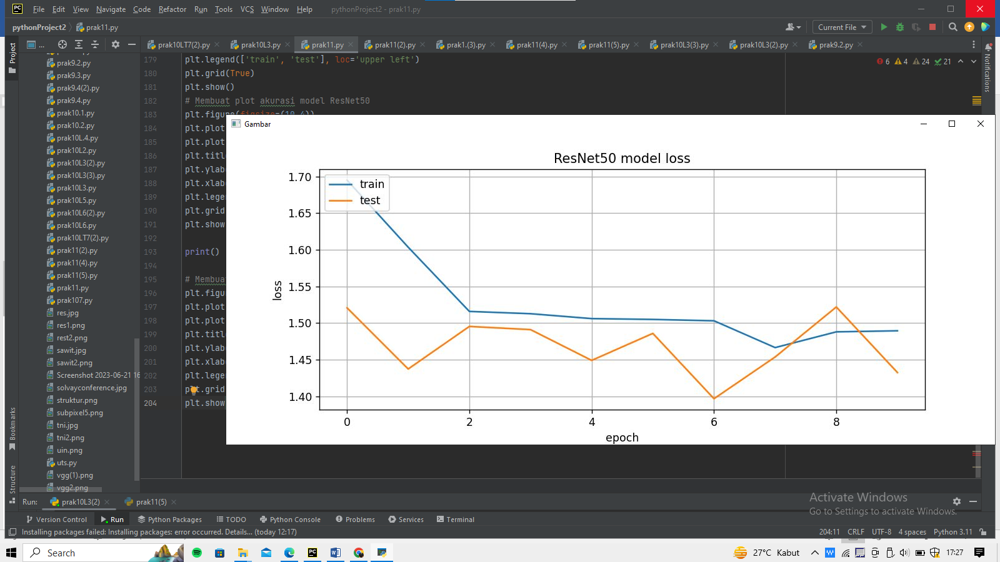 PC File Edit View Navigate Code Refactor Run Tools VCS Window Help pythonProject2 - prak11.py
pythonProject2 prak11.py Current File
Project ... prak10LT7(2).py prak10L3.py prak11.py prak11(2).py prak1.(3).py prak11(4).py prak11(5).py prak10L3(3).py prak10L3(2).py prak9.2.py
Notifications
prak9.2.py
prak9.3.py
prak9.4(2).py
prak9.4.py
prak10.1.py
prak10.2.py
prak10L.4.py
prak10L2.py
prak10L3(2).py
prak10L3(3).py
prak10L3.py
prak10L5.py
prak10L6(2).py
prak10L6.py
prak10LT7(2).py
prak11(2).py
prak11(4).py
prak11(5).py
prak11.py
prak107.py
res.jpg
res1.png
rest2.png
sawit.jpg
sawit2.png
Screenshot 2023-06-21 16
solvayconference.jpg
struktur.png
subpixel5.png
tni.jpg
tni2.png
uin.png
uts.py
vgg(1).png
vgg2.png
Bookmarks
Structure
179 plt.legend(['train', 'test'], loc='upper left')
6 4 24 21
180 plt.grid(True)
181 plt.show()
182 # Membuat plot akurasi model ResNet50
183 plt.figure(figsize=(10,4))
184 plt.plot
185 plt.plot
186 plt.titl
187 plt.ylab
188 plt.xlab
189 plt.lege
190 plt.grid
191 plt.show
192
193 print()
194
195 # Membua
196 plt.figu
197 plt.plot
198 plt.plot
199 plt.titl
200 plt.ylab
201 plt.xlab
202 plt.lege
203 plt.grid
204 plt.show
Gambar
ResNet50 model loss
train
test
1.70
1.65
1.60
1.55
1.50
1.45
1.40
loss
0 2 4 6 8
epoch
Activate Windows
Go to Settings to activate Windows.
Run: prak10L3(2) prak11(5)
Version Control Run Python Packages TODO Python Console Problems Services Terminal
Installing packages failed: Installing packages: error occurred. Details... (today 12:17) 204:11 CRLF UTF-8 4 spaces Python 3.11
Search 27°C Kabut 17:27